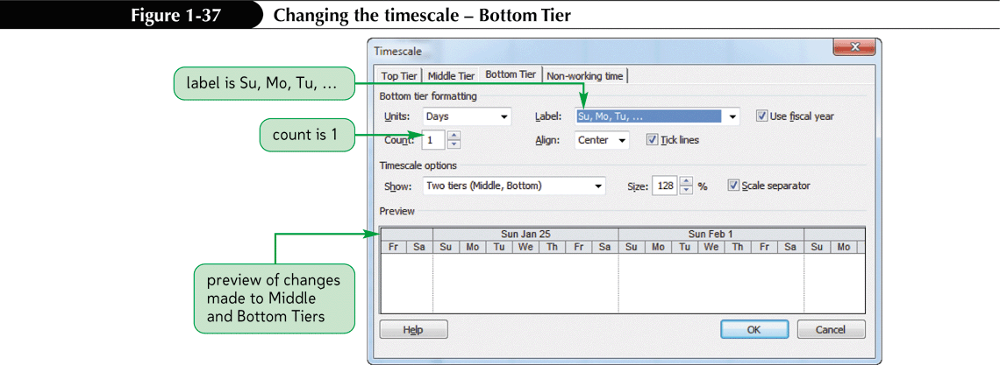 Figure 1-37 Changing the timescale – Bottom Tier
Timescale
Top Tier Middle Tier Bottom Tier Non-working time
label is Su, Mo, Tu, …
Bottom tier formatting
Units: Days Label: Su, Mo, Tu, ... Use fiscal year
count is 1
Count: 1 Align: Center Tick lines
Timescale options
Show: Two tiers (Middle, Bottom) Size: 128 % Scale separator
Preview
Sun Jan 25 Sun Feb 1
Fr Sa Su Mo Tu We Th Fr Sa Su Mo Tu We Th Fr Sa Su Mo
preview of changes
made to Middle
and Bottom Tiers
Help OK Cancel